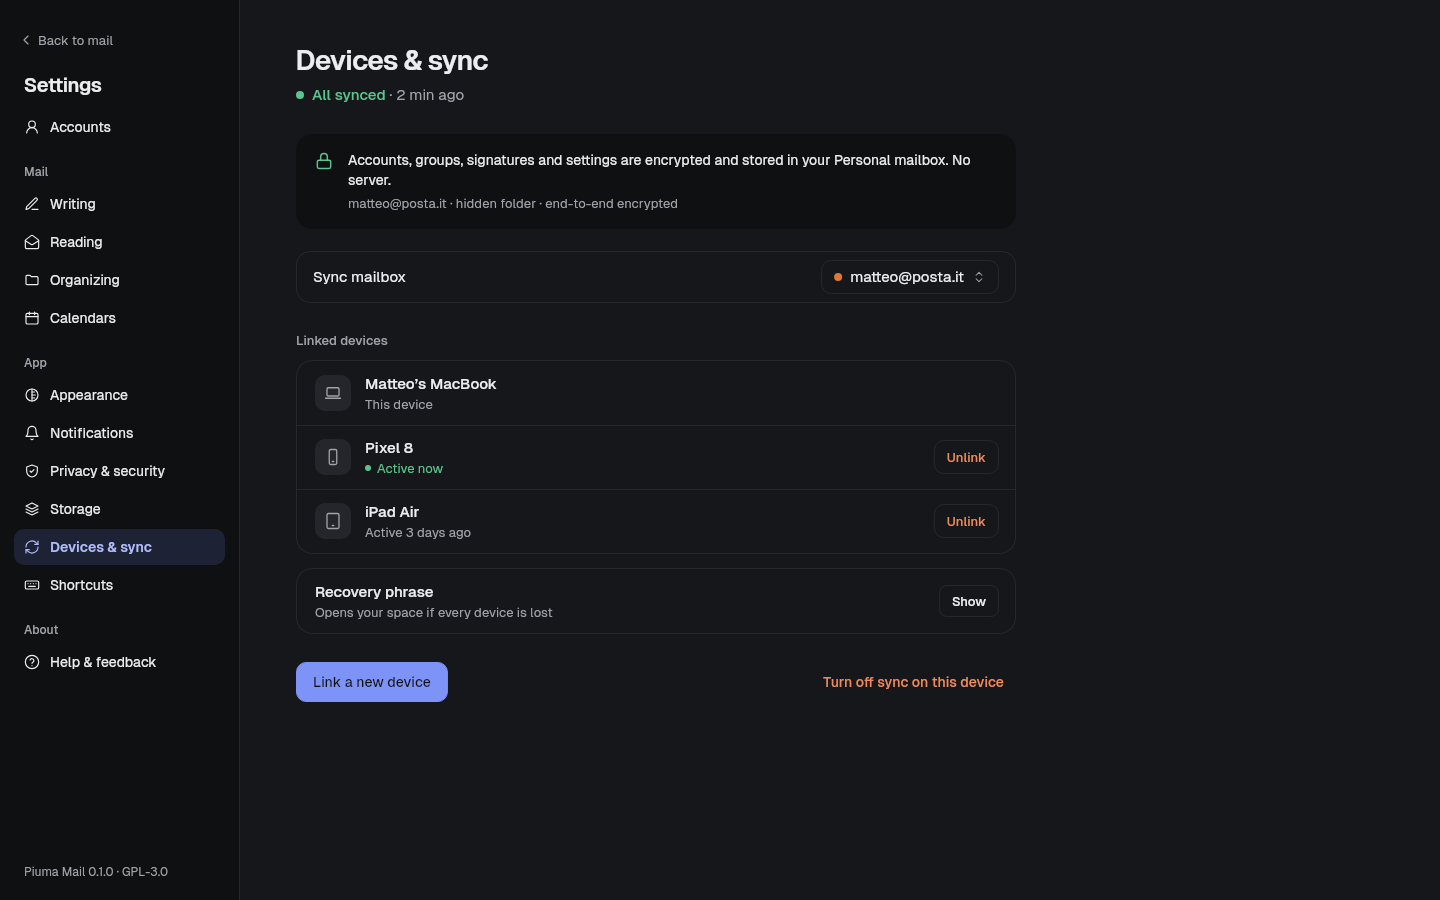 Back to mail
Settings
Accounts
Mail
Writing
Reading
Organizing
Calendars
App
Appearance
Notifications
Privacy & security
Storage
Devices & sync
Shortcuts
About
Help & feedback
Piuma Mail 0.1.0 · GPL-3.0
Devices & sync
All synced · 2 min ago
Accounts, groups, signatures and settings are encrypted and stored in your Personal mailbox. No
server.
matteo@posta.it · hidden folder · end-to-end encrypted
Sync mailbox
matteo@posta.it
Linked devices
Matteo’s MacBook
This device
Pixel 8
Active now
Unlink
iPad Air
Active 3 days ago
Unlink
Recovery phrase
Opens your space if every device is lost
Show
Link a new device
Turn off sync on this device